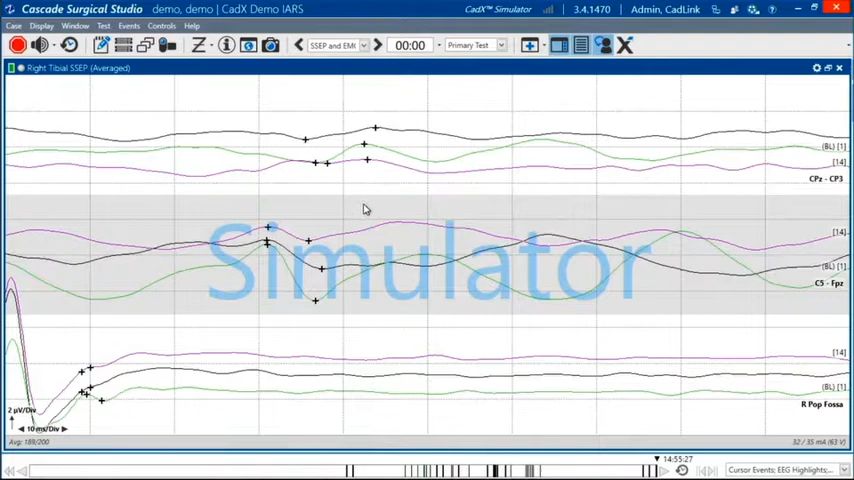 Cascade Surgical Studio demo, demo | CadX Demo IARS CadX™ Simulator 3.4.1470 Admin, CadLink
Case Display Window Test Events Controls Help
SSEP and EM 00:00 Primary Test
Right Tibial SSEP (Averaged)
(BL) [1]
[14]
CPz - CP3
Simulator
[14]
(BL) [1]
C5 - Fpz
[14]
(BL) [1]
R Pop Fossa
2 µV/Div
10 ms/Div
Avg: 189/200 32 / 35 mA (63 V)
14:55:27
Cursor Events; EEG Highlights;...